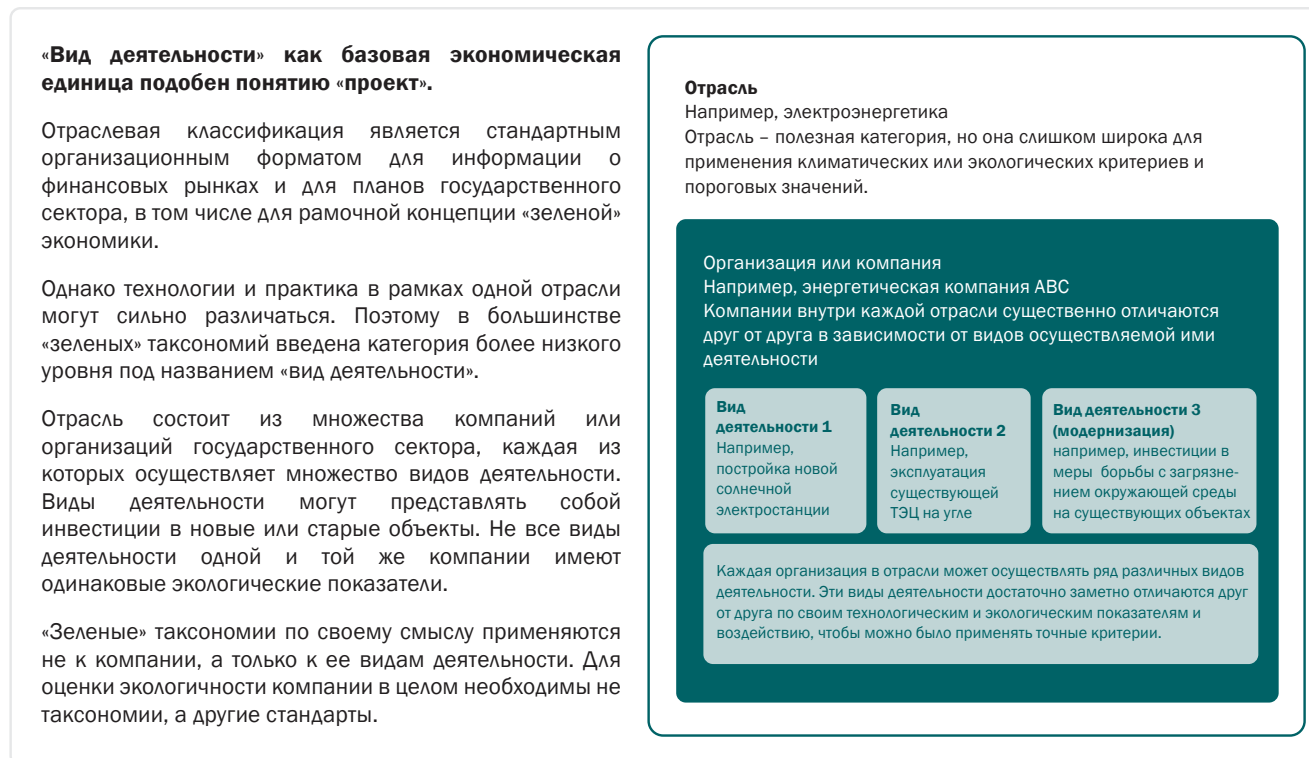 «Вид деятельности» как базовая экономическая
единица подобен понятию «проект».
Отраслевая классификация является стандартным
организационным форматом для информации о
финансовых рынках и для планов государственного
сектора, в том числе для рамочной концепции «зеленой»
экономики.
Однако технологии и практика в рамках одной отрасли
могут сильно различаться. Поэтому в большинстве
«зеленых» таксономий введена категория более низкого
уровня под названием «вид деятельности».
Отрасль состоит из множества компаний или
организаций государственного сектора, каждая из
которых осуществляет множество видов деятельности.
Виды деятельности могут представлять собой
инвестиции в новые или старые объекты. Не все виды
деятельности одной и той же компании имеют
одинаковые экологические показатели.
«Зеленые» таксономии по своему смыслу применяются
не к компании, а только к ее видам деятельности. Для
оценки экологичности компании в целом необходимы не
таксономии, а другие стандарты.
Отрасль
Например, электроэнергетика
Отрасль – полезная категория, но она слишком широка для
применения климатических или экологических критериев и
пороговых значений.
Организация или компания
Например, энергетическая компания ABC
Компании внутри каждой отрасли существенно отличаются
друг от друга в зависимости от видов осуществляемой ими
деятельности
Вид
деятельности 1
Например,
постройка новой
солнечной
электростанции
Вид
деятельности 2
Например,
эксплуатация
существующей
ТЭЦ на угле
Вид деятельности 3
(модернизация)
например, инвестиции в
меры борьбы с загрязне-
нием окружающей среды
на существующих объектах
Каждая организация в отрасли может осуществлять ряд различных видов
деятельности. Эти виды деятельности достаточно заметно отличаются друг
от друга по своим технологическим и экологическим показателям и
воздействию, чтобы можно было применять точные критерии.